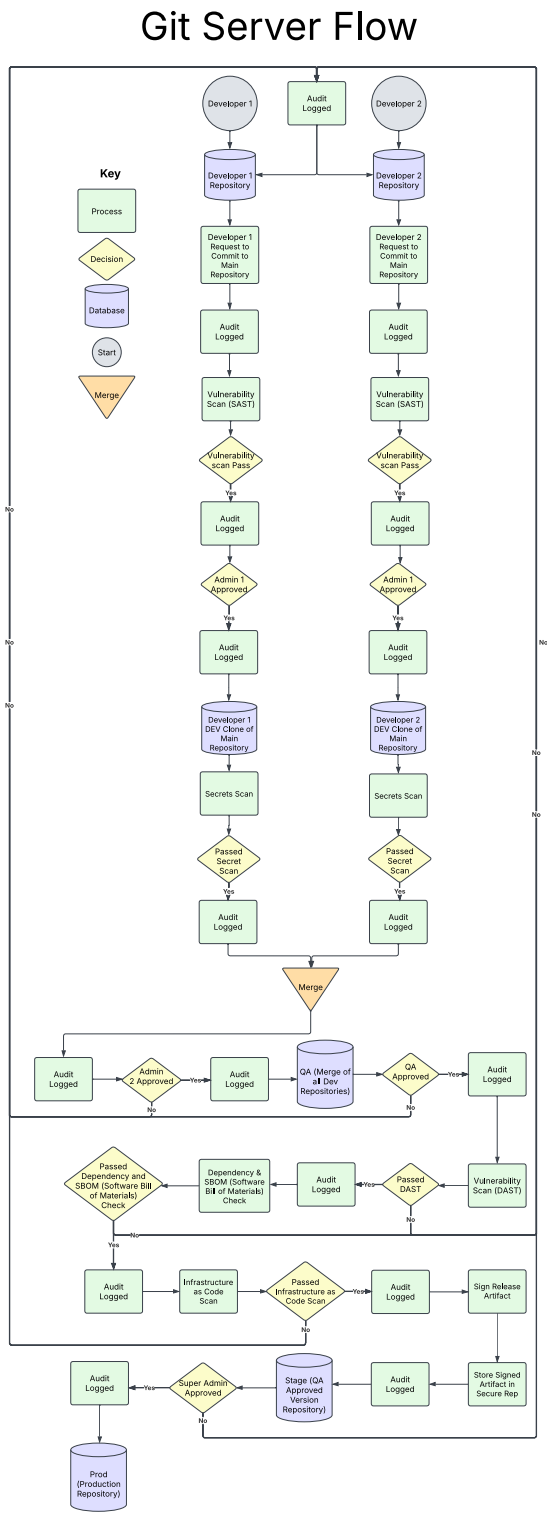 Git Server Flow
Developer 1
Audit
Logged
Developer 2
Developer 1
Repository
Developer 2
Repository
Key
Process
Decision
Database
Start
Merge
Developer 1
Request to
Commit to
Main
Repository
Developer 2
Request to
Commit to
Main
Repository
Audit
Logged
Audit
Logged
Vulnerability
Scan (SAST)
Vulnerability
Scan (SAST)
Vulnerability
scan Pass
Vulnerability
scan Pass
Yes
Yes
No
Audit
Logged
Audit
Logged
Admin 1
Approved
Admin 1
Approved
Yes
Yes
No
No
Audit
Logged
Audit
Logged
No
Developer 1
DEV Clone of
Main
Repository
Developer 2
DEV Clone of
Main
Repository
No
Secrets Scan
Secrets Scan
No
Passed
Secret
Scan
Passed
Secret
Scan
Yes
Yes
Audit
Logged
Audit
Logged
Merge
Audit
Logged
Admin
2 Approved
Yes
Audit
Logged
QA (Merge of
all Dev
Repositories)
QA
Approved
Yes
Audit
Logged
No
No
Passed
Dependency and
SBOM (Software Bill
of Materials)
Check
Dependency &
SBOM (Software
Bill of Materials)
Check
Audit
Logged
Yes
Passed
DAST
Vulnerability
Scan (DAST)
No
No
Yes
Audit
Logged
Infrastructure
as Code
Scan
Passed
Infrastructure as
Code Scan
Yes
Audit
Logged
Sign Release
Artifact
No
Audit
Logged
Yes
Super Admin
Approved
Stage (QA
Approved
Version
Repository)
Audit
Logged
Store Signed
Artifact in
Secure Rep
No
Prod
(Production
Repository)